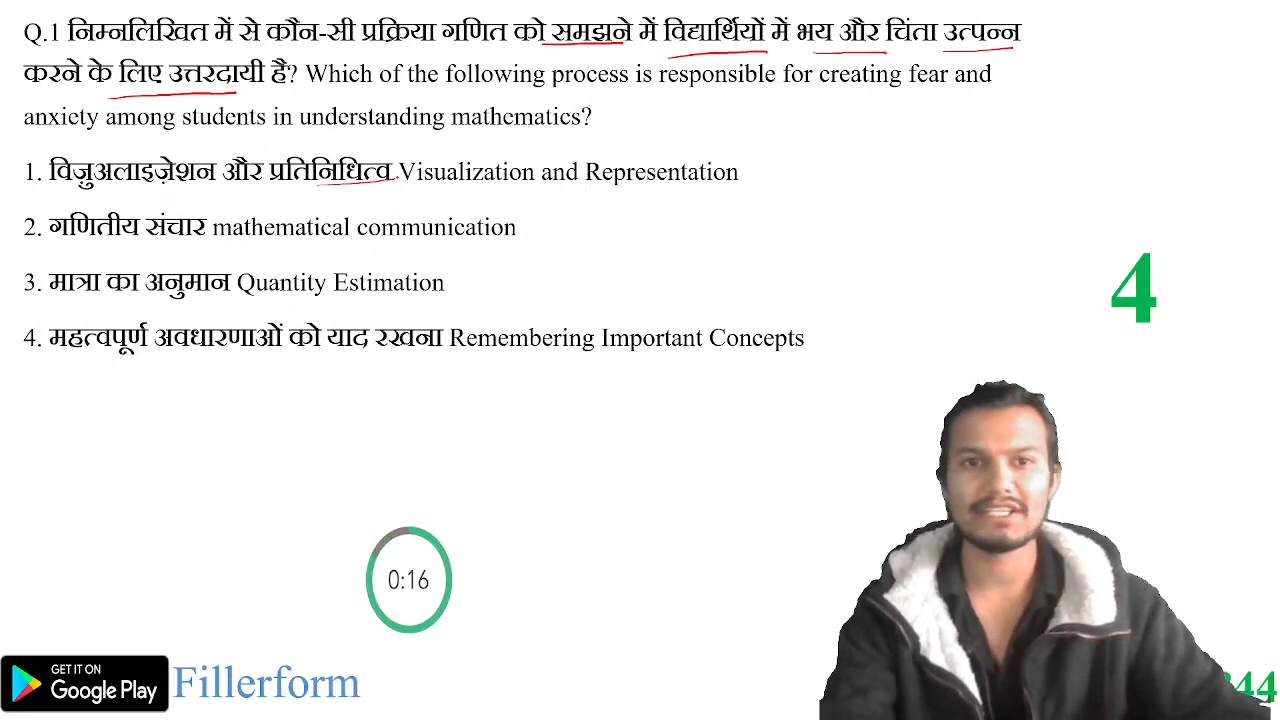 Q.1 निम्नलिखित में से कौन-सी प्रक्रिया गणित को समझने में विद्यार्थियों में भय और चिंता उत्पन्न
करने के लिए उत्तरदायी है? Which of the following process is responsible for creating fear and
anxiety among students in understanding mathematics?
1. विज़ुअलाइज़ेशन और प्रतिनिधित्व Visualization and Representation
2. गणितीय संचार mathematical communication
3. मात्रा का अनुमान Quantity Estimation
4. महत्वपूर्ण अवधारणाओं को याद रखना Remembering Important Concepts
4
0:16
GET IT ON
Google Play
Fillerform